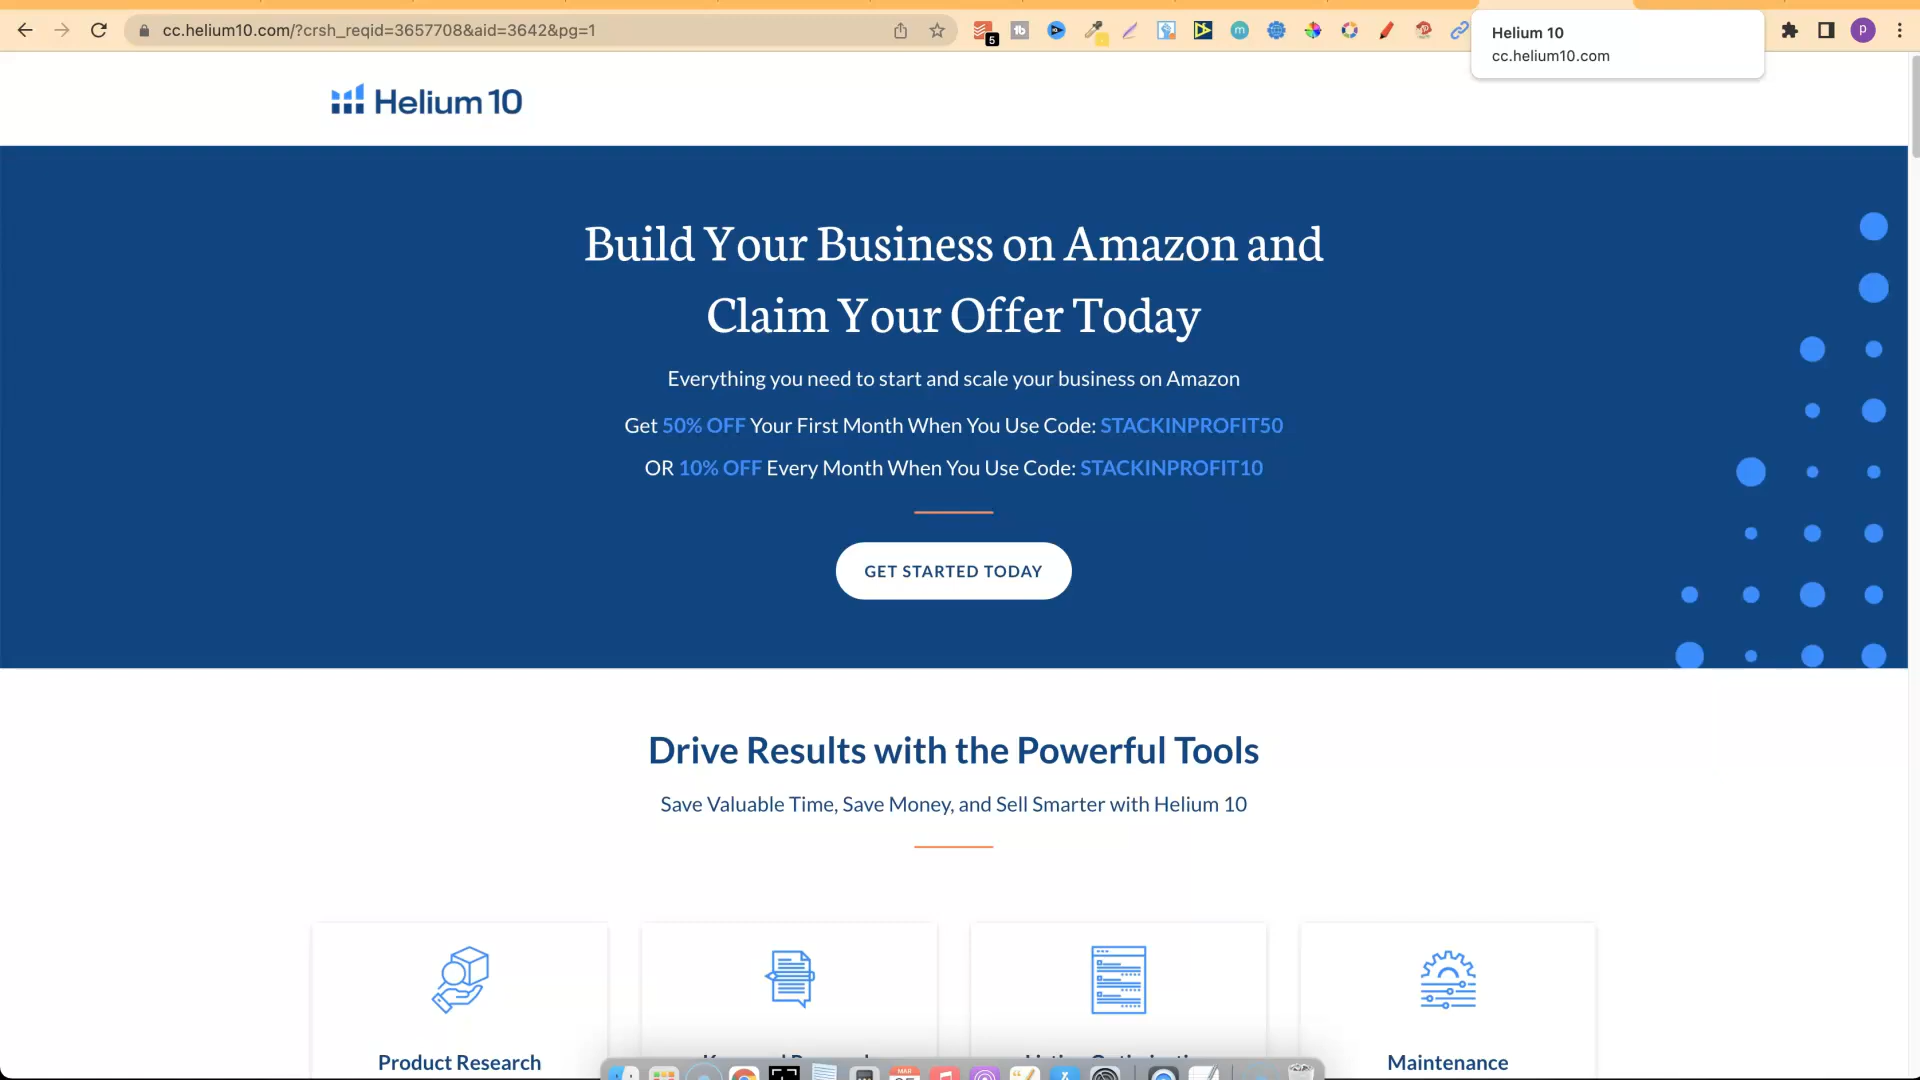 cc.helium10.com/?crsh_reqid=3657708&aid=3642&pg=1
5
Helium 10
cc.helium10.com
Helium 10
Build Your Business on Amazon and
Claim Your Offer Today
Everything you need to start and scale your business on Amazon
Get 50% OFF Your First Month When You Use Code: STACKINPROFIT50
OR 10% OFF Every Month When You Use Code: STACKINPROFIT10
GET STARTED TODAY
Drive Results with the Powerful Tools
Save Valuable Time, Save Money, and Sell Smarter with Helium 10
Product Research
Maintenance